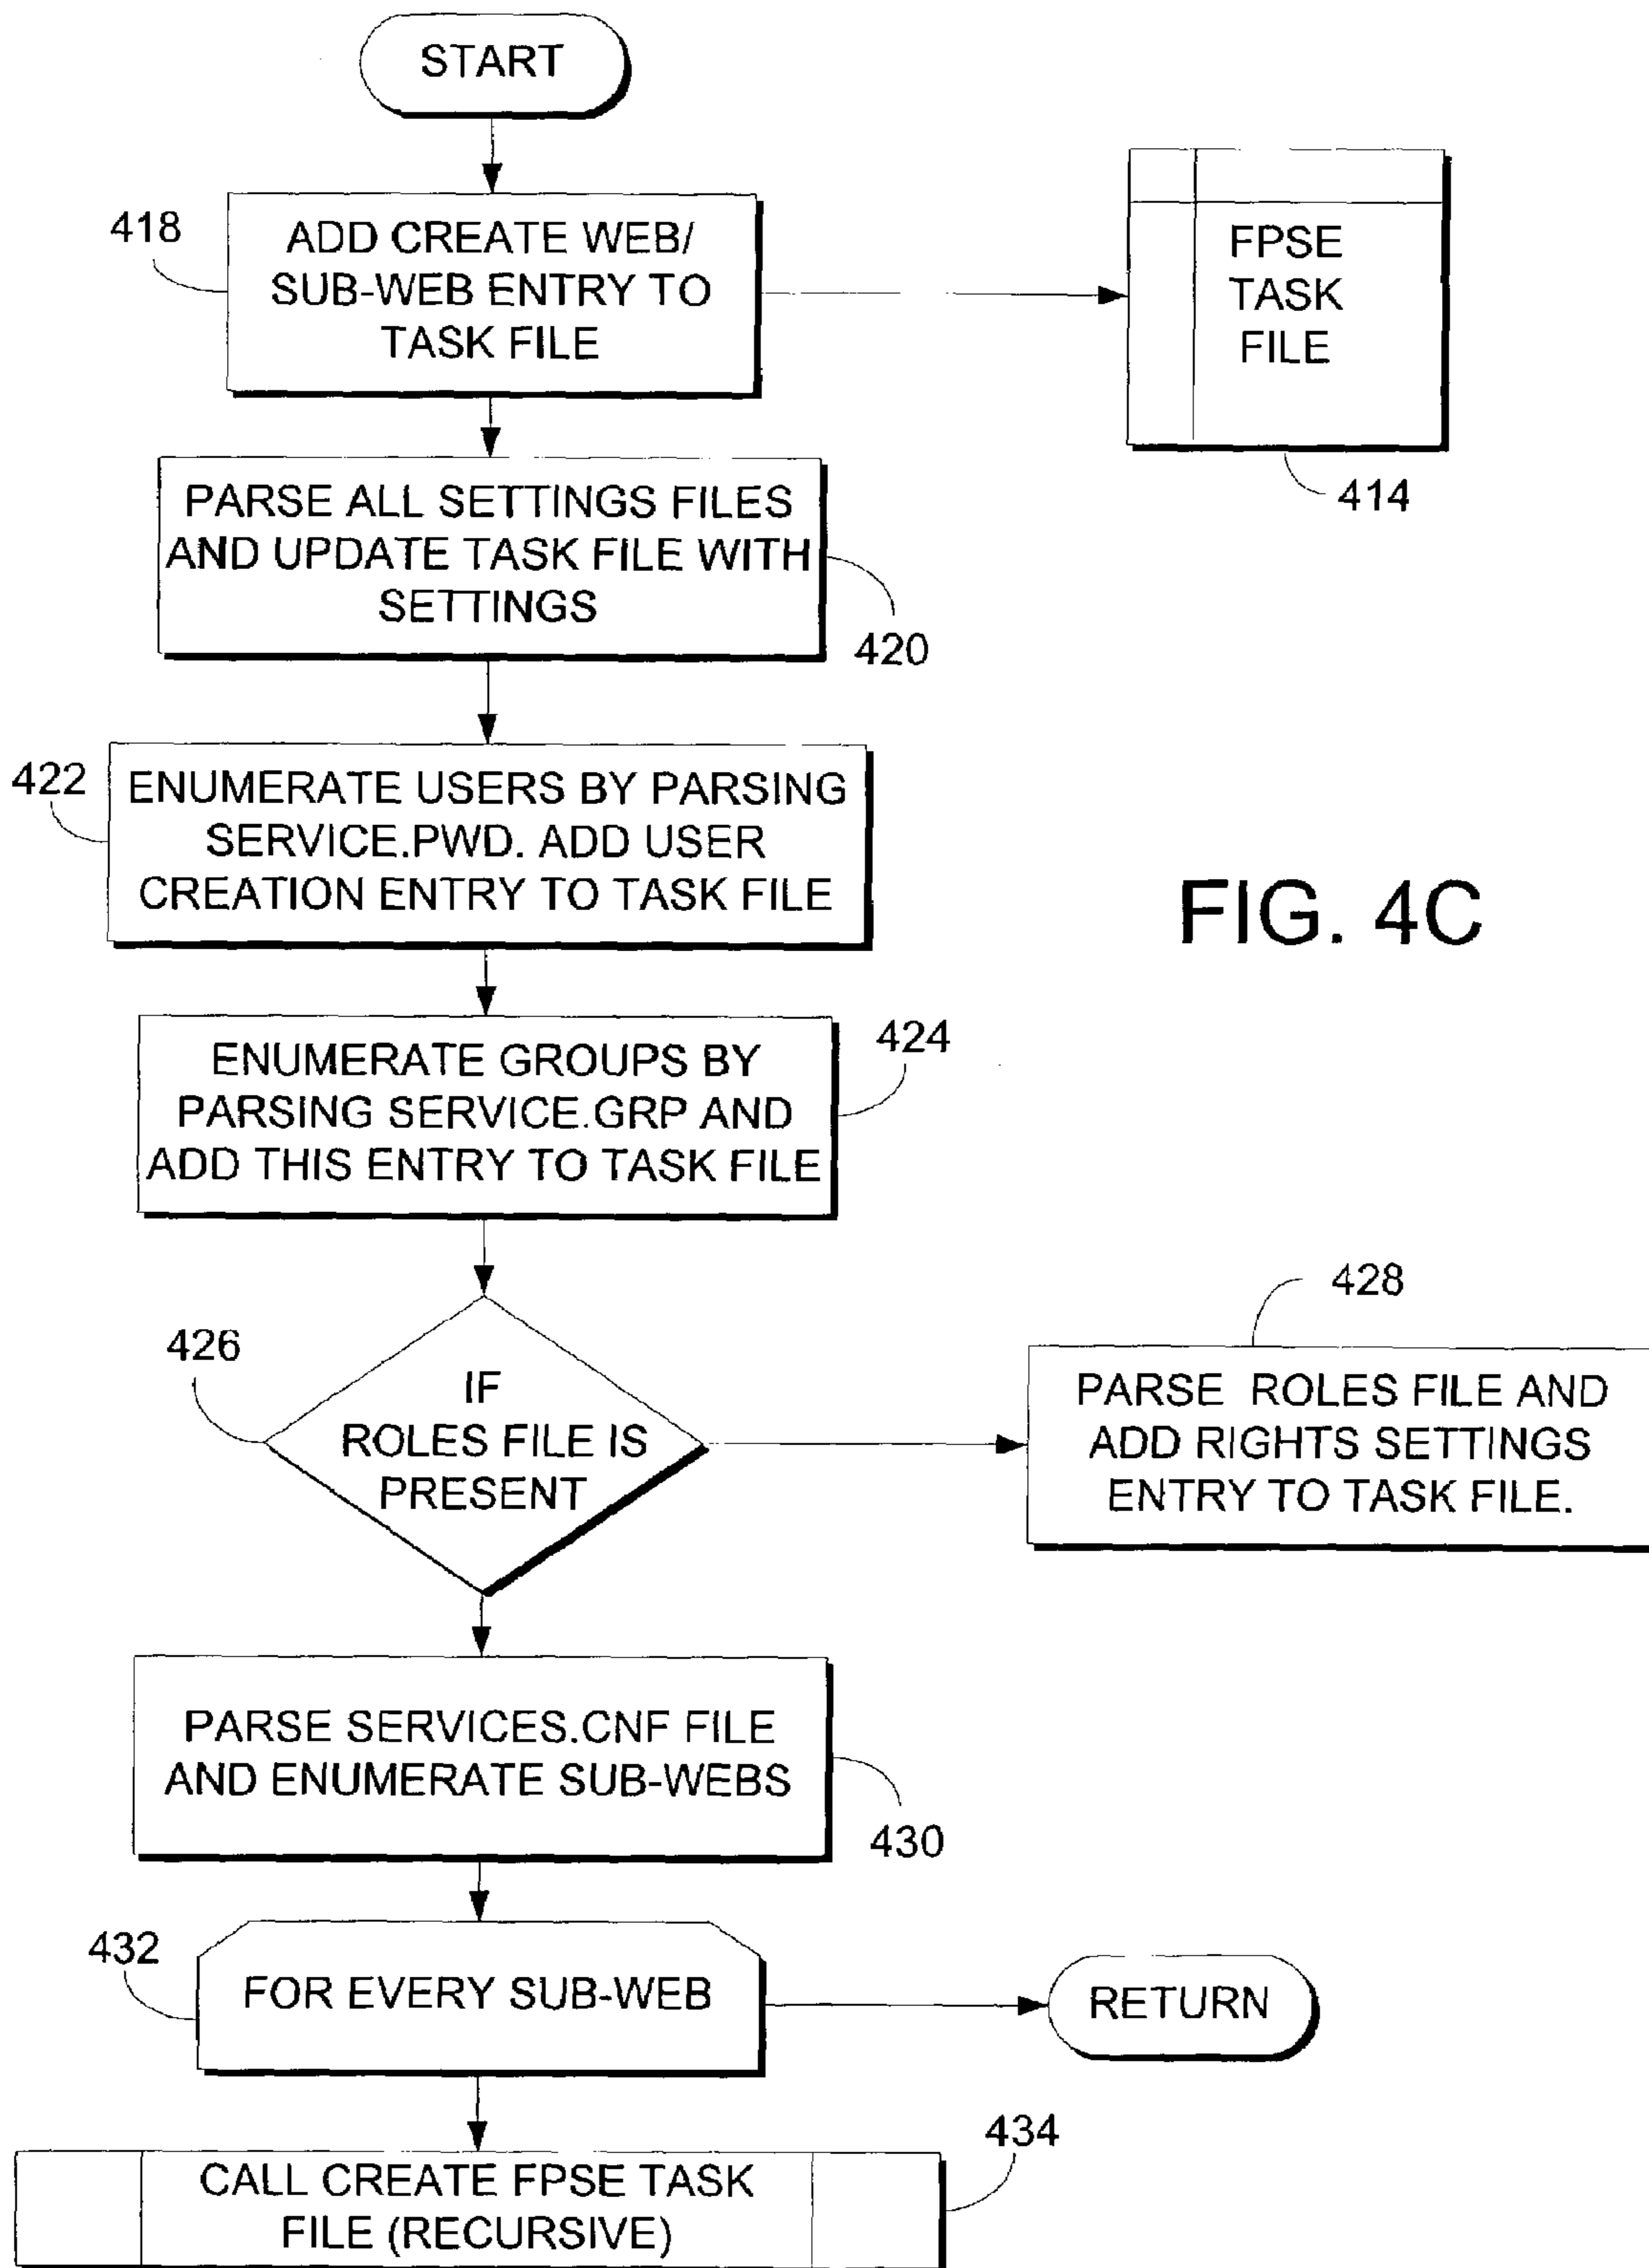 START
418
ADD CREATE WEB/
SUB-WEB ENTRY TO
TASK FILE
FPSE
TASK
FILE
414
PARSE ALL SETTINGS FILES
AND UPDATE TASK FILE WITH
SETTINGS
420
422
ENUMERATE USERS BY PARSING
SERVICE.PWD. ADD USER
CREATION ENTRY TO TASK FILE
FIG. 4C
424
ENUMERATE GROUPS BY
PARSING SERVICE.GRP AND
ADD THIS ENTRY TO TASK FILE
426
IF
ROLES FILE IS
PRESENT
428
PARSE ROLES FILE AND
ADD RIGHTS SETTINGS
ENTRY TO TASK FILE.
PARSE SERVICES.CNF FILE
AND ENUMERATE SUB-WEBS
430
432
FOR EVERY SUB-WEB
RETURN
434
CALL CREATE FPSE TASK
FILE (RECURSIVE)